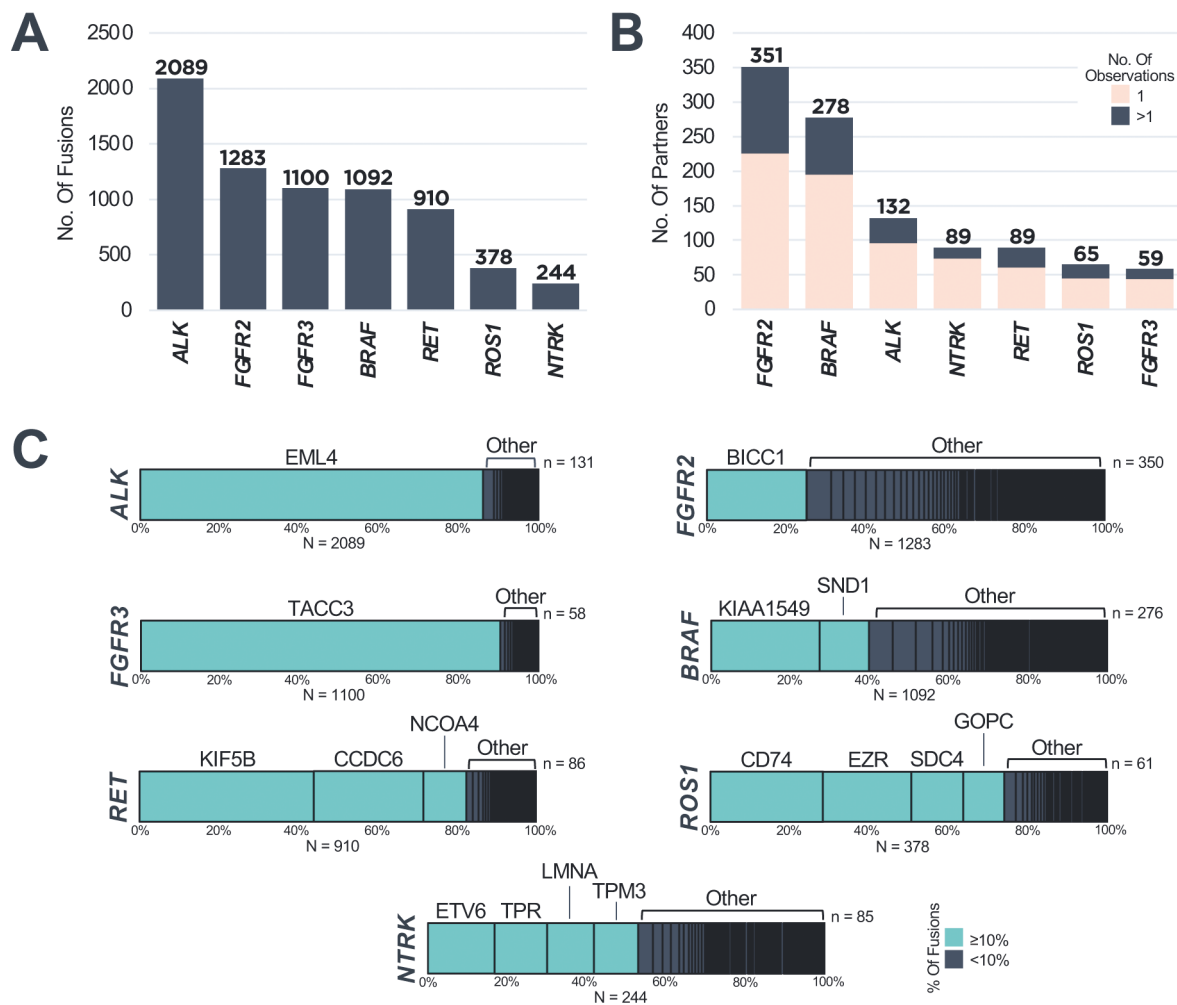 A
No. Of Fusions
2500
2000
1500
1000
500
0
2089
1283
1100
1092
910
378
244
ALK
FGFR2
FGFR3
BRAF
RET
ROS1
NTRK
B
No. Of Partners
400
350
300
250
200
150
100
50
0
351
278
132
89
89
65
59
FGFR2
BRAF
ALK
NTRK
RET
ROS1
FGFR3
No. Of
Observations
1
>1
C
ALK
EML4
Other
n = 131
0% 20% 40% 60% 80% 100%
N = 2089
FGFR2
BICC1
Other
n = 350
0% 20% 40% 60% 80% 100%
N = 1283
FGFR3
TACC3
Other
n = 58
0% 20% 40% 60% 80% 100%
N = 1100
BRAF
KIAA1549
SND1
Other
n = 276
0% 20% 40% 60% 80% 100%
N = 1092
RET
KIF5B
CCDC6
NCOA4
Other
n = 86
0% 20% 40% 60% 80% 100%
N = 910
ROS1
CD74
EZR
SDC4
GOPC
Other
n = 61
0% 20% 40% 60% 80% 100%
N = 378
NTRK
ETV6
TPR
LMNA
TPM3
Other
n = 85
0% 20% 40% 60% 80% 100%
N = 244
% Of Fusions
≥10%
<10%